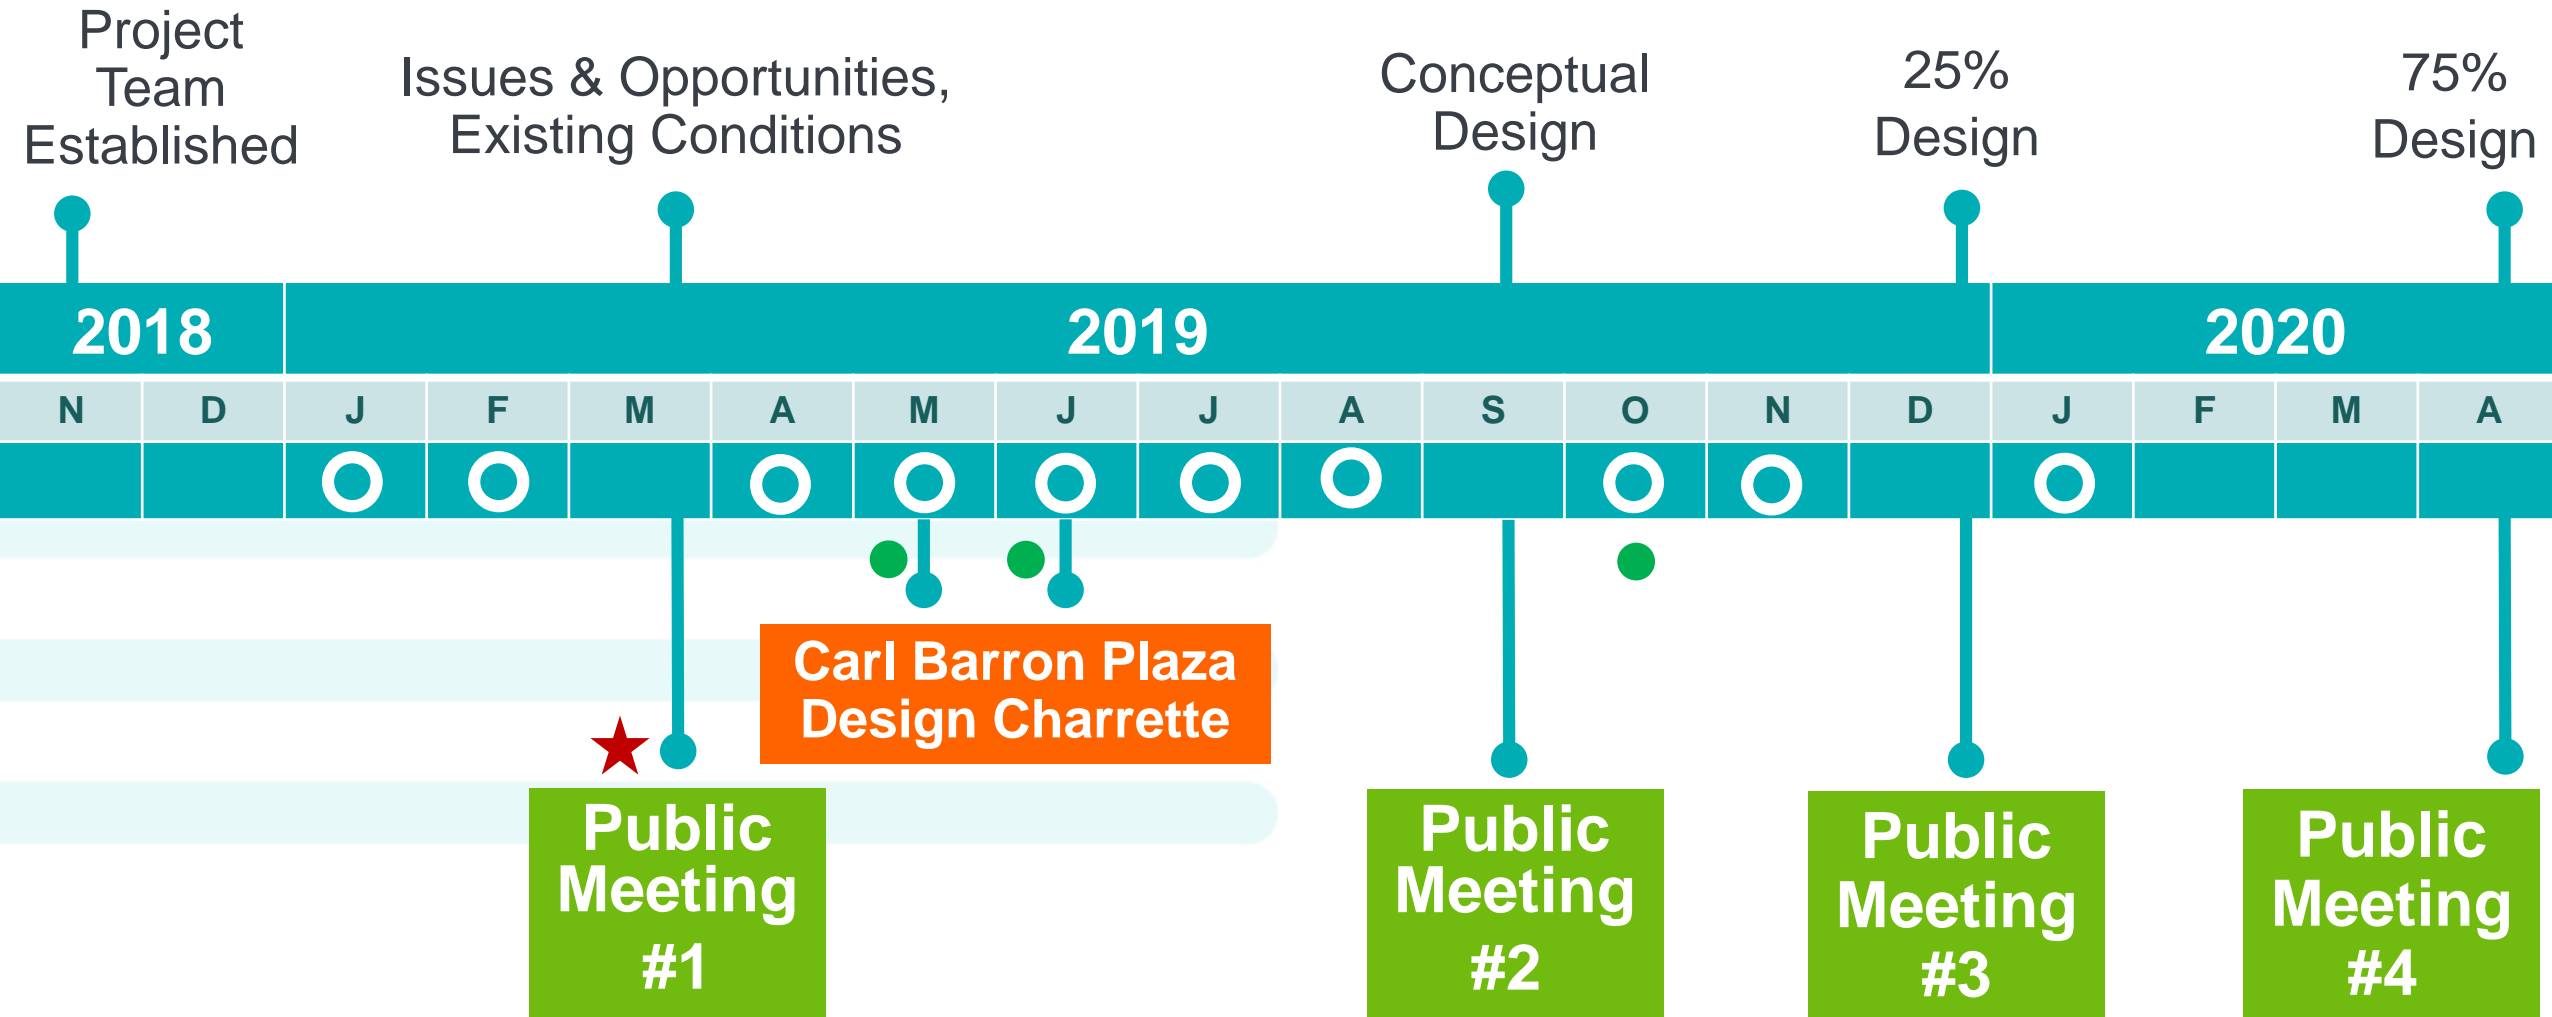 Project
Team
Established
Issues & Opportunities,
Existing Conditions
Conceptual
Design
25%
Design
75%
Design
2018
2019
2020
N D J F M A M J J A S O N D J F M A
Carl Barron Plaza
Design Charrette
Public
Meeting
#1
Public
Meeting
#2
Public
Meeting
#3
Public
Meeting
#4